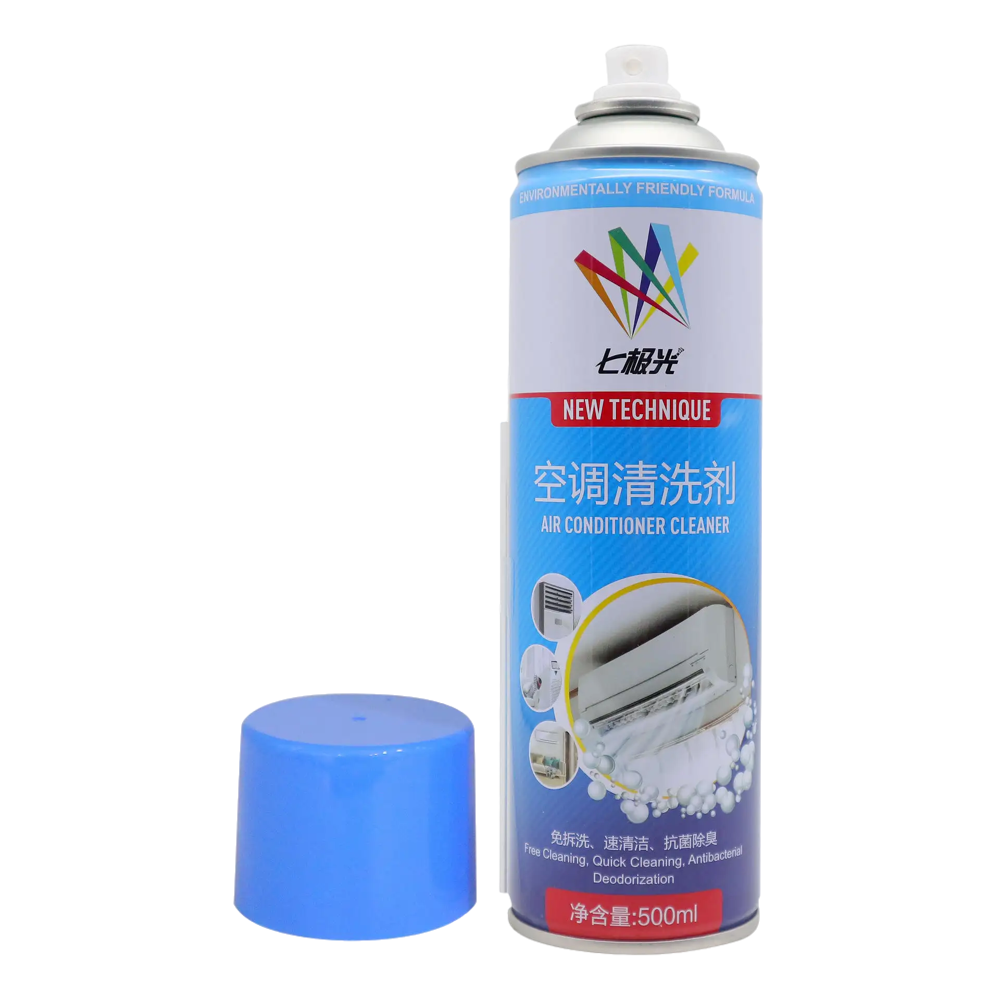 ENVIRONMENTALLY FRIENDLY FORMULA
七极光
NEW TECHNIQUE
空调清洗剂
AIR CONDITIONER CLEANER
免拆洗、速清洁、抗菌除臭
Free Cleaning, Quick Cleaning, Antibacterial
Deodorization
净含量:500ml